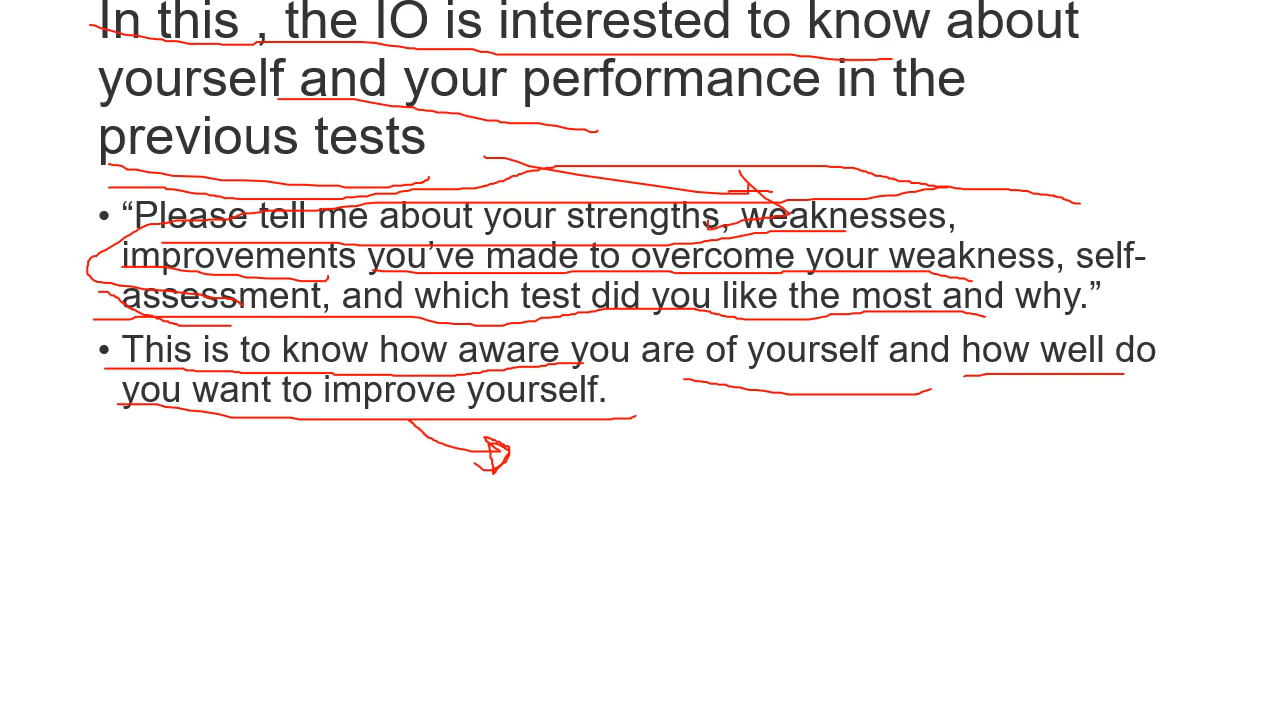 In this , the IO is interested to know about
yourself and your performance in the
previous tests
• “Please tell me about your strengths, weaknesses,
improvements you’ve made to overcome your weakness, self-
assessment, and which test did you like the most and why.”
• This is to know how aware you are of yourself and how well do
you want to improve yourself.